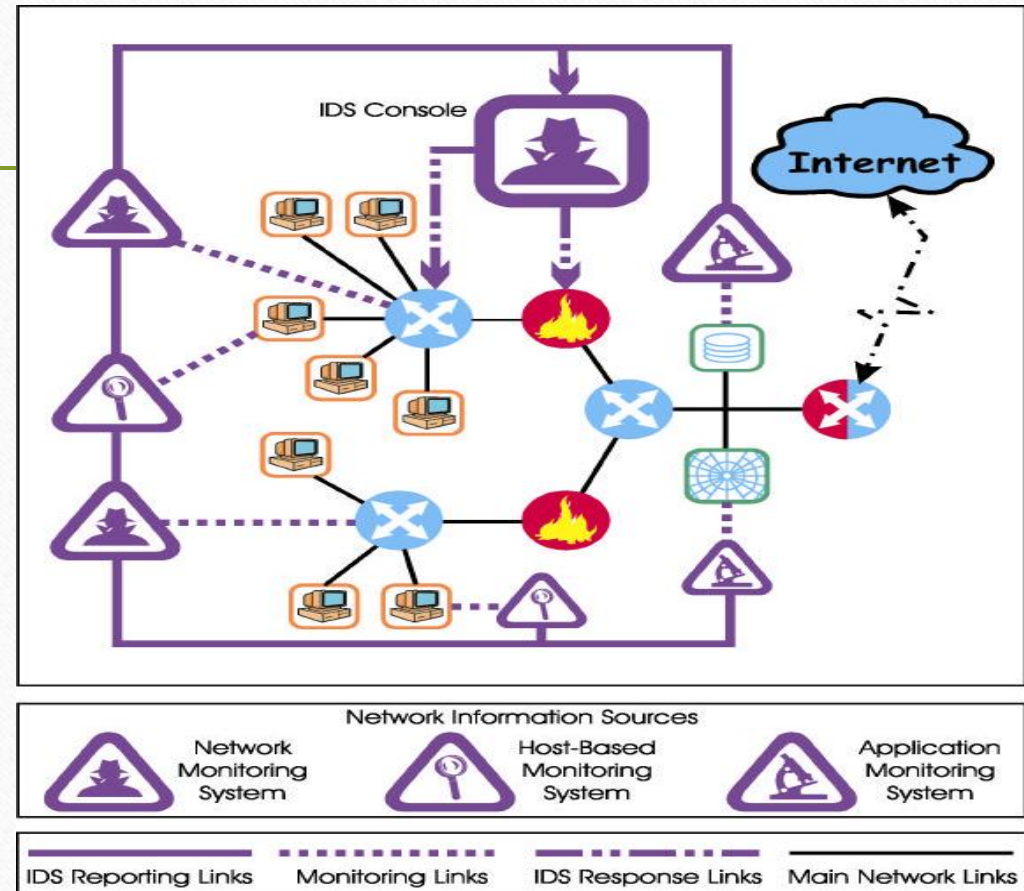 IDS Console
Internet
Network Information Sources
Network
Monitoring
System
Host-Based
Monitoring
System
Application
Monitoring
System
IDS Reporting Links
Monitoring Links
IDS Response Links
Main Network Links